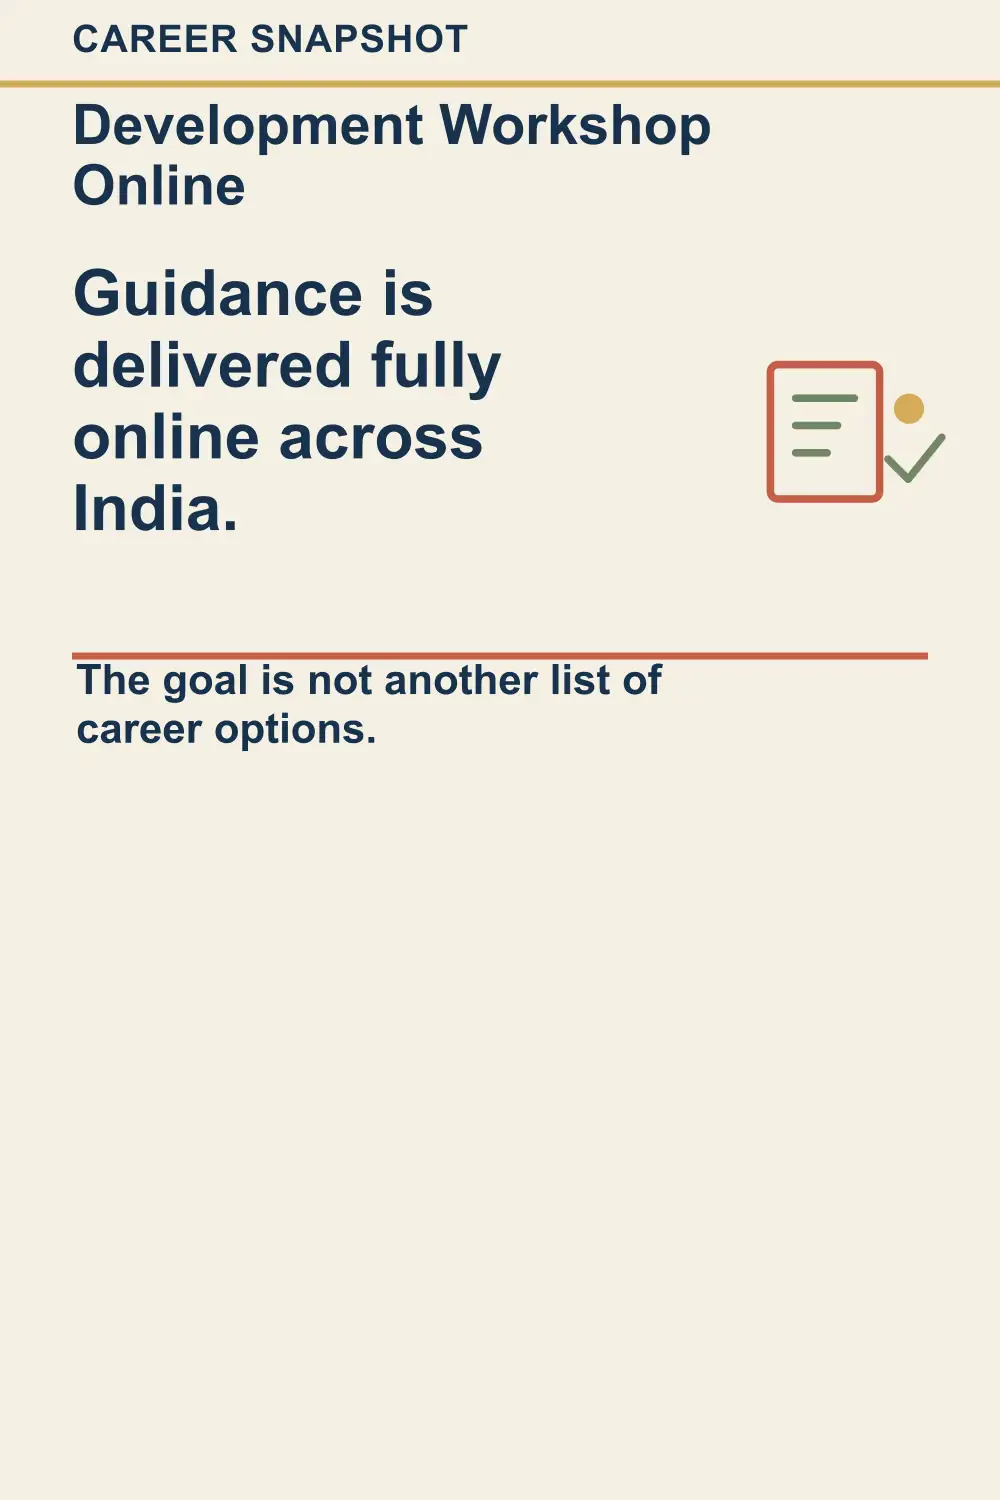 CAREER SNAPSHOT
Development Workshop
Online
Guidance is
delivered fully
online across
India.
The goal is not another list of
career options.